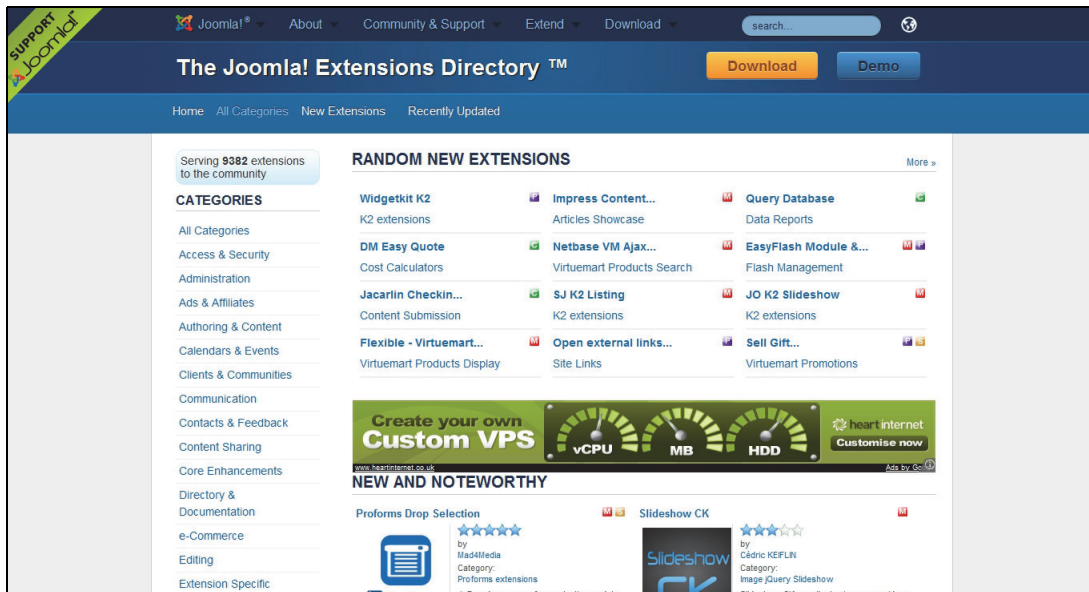 SUPPORT
Joomla!
Joomla!® About Community & Support Extend Download search...
The Joomla! Extensions Directory ™ Download Demo
Home All Categories New Extensions Recently Updated
Serving 9382 extensions
to the community
CATEGORIES
All Categories
Access & Security
Administration
Ads & Affiliates
Authoring & Content
Calendars & Events
Clients & Communities
Communication
Contacts & Feedback
Content Sharing
Core Enhancements
Directory &
Documentation
e-Commerce
Editing
Extension Specific
RANDOM NEW EXTENSIONS More »
Widgetkit K2 P Impress Content... M Query Database C
K2 extensions Articles Showcase Data Reports
DM Easy Quote C Netbase VM Ajax... M EasyFlash Module &... M P
Cost Calculators Virtuemart Products Search Flash Management
Jacarlin Checkin... C SJ K2 Listing M JO K2 Slideshow M
Content Submission K2 extensions K2 extensions
Flexible - Virtuemart... M Open external links... P Sell Gift... P S
Virtuemart Products Display Site Links Virtuemart Promotions
Create your own
Custom VPS
vCPU MB HDD
heart internet
Customise now
www.heartinternet.co.uk Ads by Go
NEW AND NOTEWORTHY
Proforms Drop Selection M S Slideshow CK M
by
Mad4Media
Category:
Proforms extensions
Slideshow
CK
by
Cédric KEIFLIN
Category:
Image jQuery Slideshow